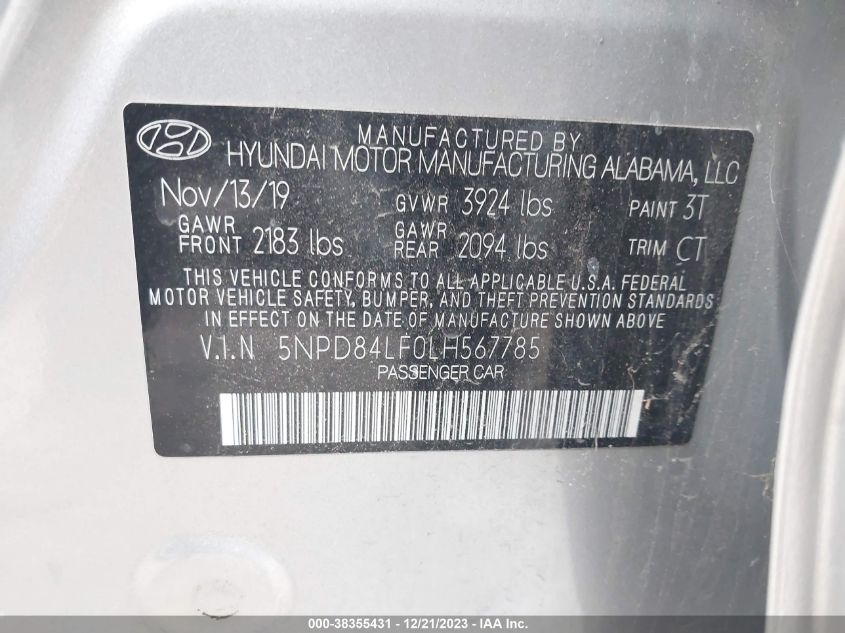 MANUFACTURED BY
HYUNDAI MOTOR MANUFACTURING ALABAMA, LLC
Nov/13/19 GVWR 3924 lbs PAINT 3T
GAWR FRONT 2183 lbs GAWR REAR 2094 lbs TRIM CT
THIS VEHICLE CONFORMS TO ALL APPLICABLE U.S.A. FEDERAL
MOTOR VEHICLE SAFETY, BUMPER, AND THEFT PREVENTION STANDARDS
IN EFFECT ON THE DATE OF MANUFACTURE SHOWN ABOVE
V.I.N 5NPD84LF0LH567785
PASSENGER CAR
000-38355431 - 12/21/2023 - IAA Inc.